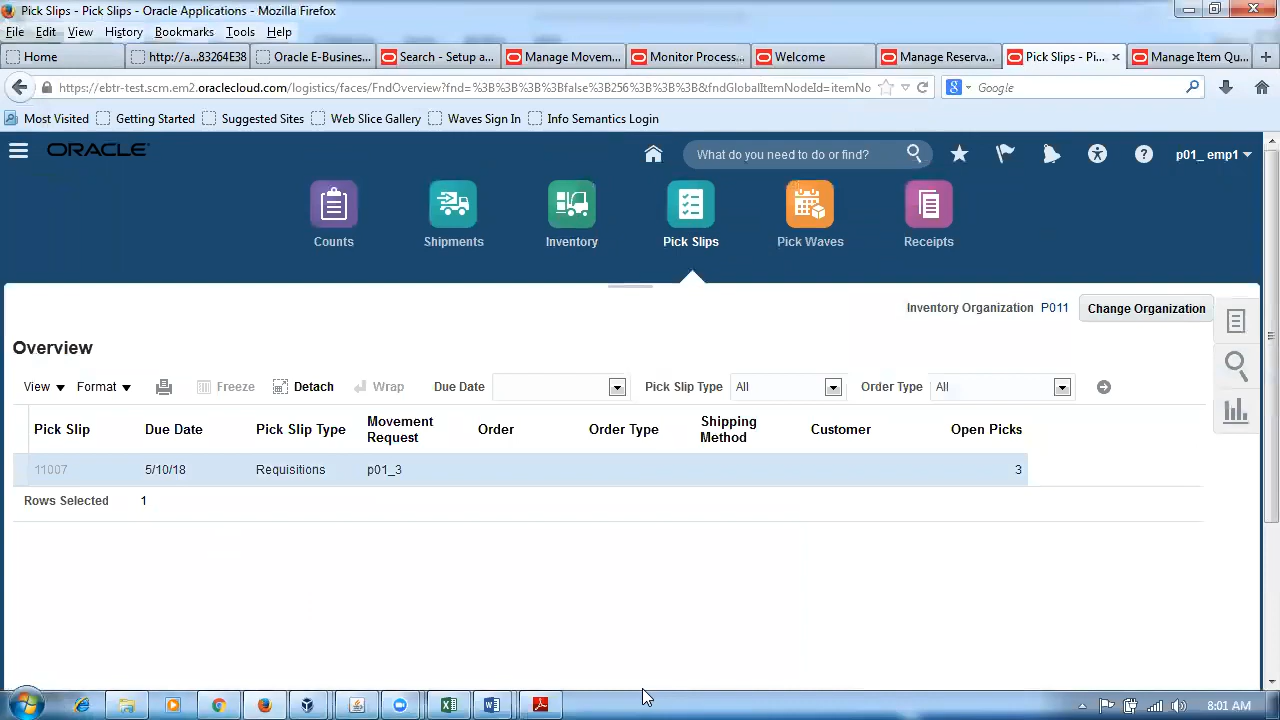 Pick Slips - Pick Slips - Oracle Applications - Mozilla Firefox
File Edit View History Bookmarks Tools Help
Home http://n...83264E38 Oracle E-Busines... Search - Setup a... Manage Movem... Monitor Process... Welcome Manage Reserva... Pick Slips - Pi... Manage Item Qu...
https://ebtr-test.scm.em2.oraclecloud.com/logistics/faces/FndOverview?fnd=%3B%3B%3B%3Bfalse%3B256%3B%3B%3B&fndGlobalItemNodeId=itemNo Google
Most Visited Getting Started Suggested Sites Web Slice Gallery Waves Sign In Info Semantics Login
ORACLE What do you need to do or find? p01_ emp1
Counts Shipments Inventory Pick Slips Pick Waves Receipts
Inventory Organization P011 Change Organization
Overview
View Format Freeze Detach Wrap Due Date Pick Slip Type All Order Type All
Pick Slip Due Date Pick Slip Type Movement Request Order Order Type Shipping Method Customer Open Picks
11007 5/10/18 Requisitions p01_3 3
Rows Selected 1
8:01 AM